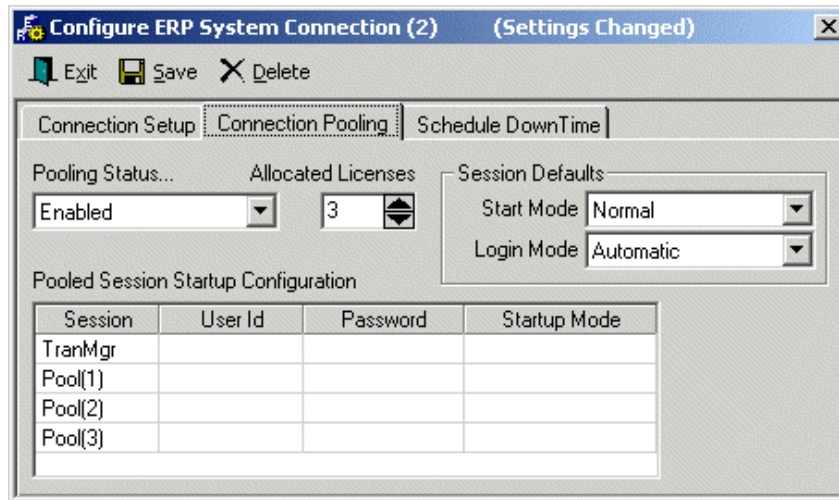 Configure ERP System Connection (2) (Settings Changed)
Exit Save Delete
Connection Setup Connection Pooling Schedule DownTime
Pooling Status... Allocated Licenses Session Defaults
Enabled 3 Start Mode Normal
Login Mode Automatic
Pooled Session Startup Configuration
Session User Id Password Startup Mode
TranMgr
Pool(1)
Pool(2)
Pool(3)